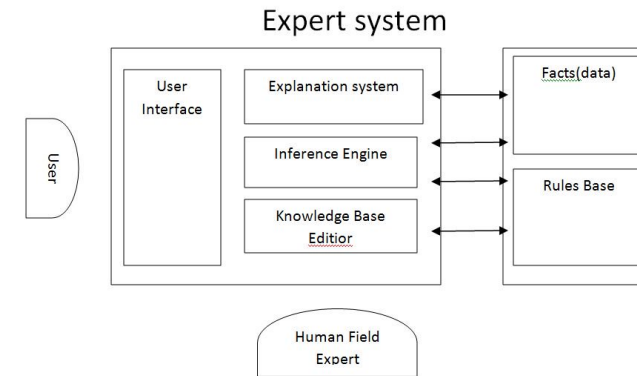 Expert system
User
User
Interface
Explanation system
Inference Engine
Knowledge Base
Editior
Facts(data)
Rules Base
Human Field
Expert